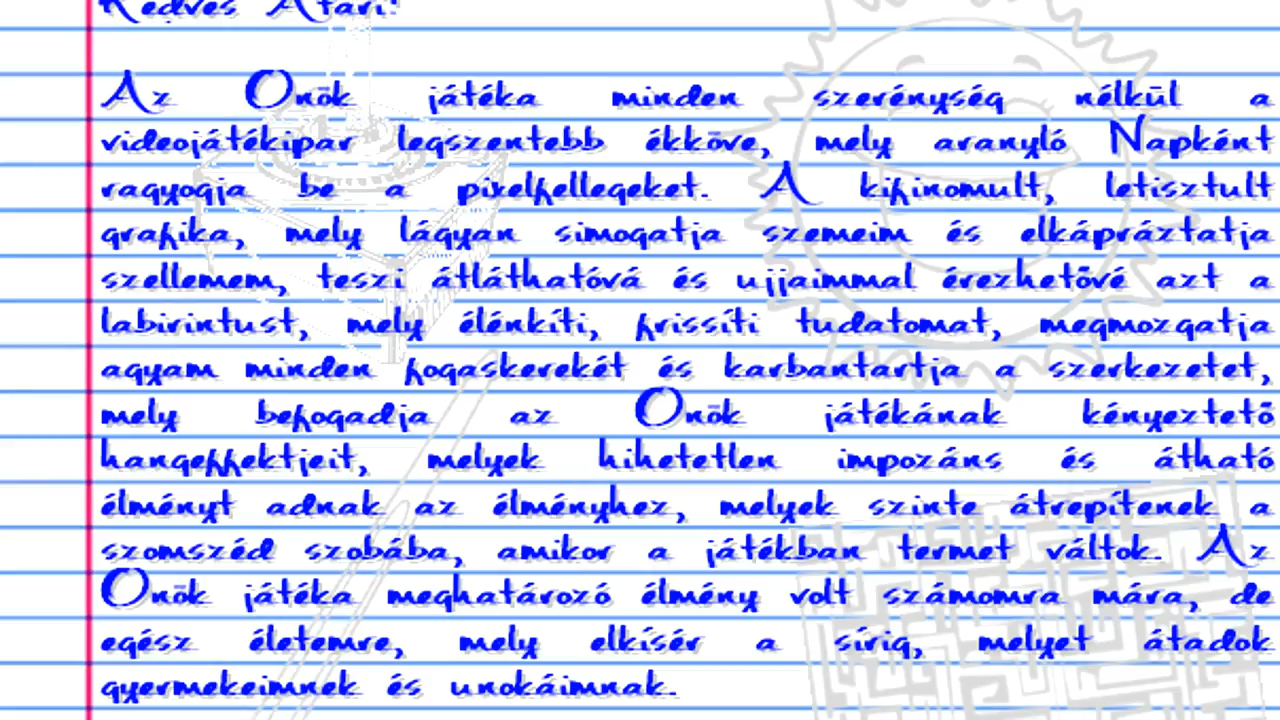 Kedves Atari!
Az Önök játéka minden szerénység nélkül a
videojátékipar legszentebb ékköve, mely aranyló Napként
ragyogja be a pixelfellegeket. A kifinomult, letisztult
grafika, mely lágyan simogatja szemeim és elkápráztatja
szellemem, teszi átláthatóvá és ujjaimmal érezhetővé azt a
labirintust, mely élénkíti, frissíti tudatomat, megmozgatja
agyam minden fogaskerekét és karbantartja a szerkezetet,
mely befogadja az Önök játékának kényeztető
hangeffektjeit, melyek hihetetlen impozáns és átható
élményt adnak az élményhez, melyek szinte átrepítenek a
szomszéd szobába, amikor a játékban termet váltok. Az
Önök játéka meghatározó élmény volt számomra mára, de
egész életemre, mely elkísér a sírig, melyet átadok
gyermekeimnek és unokáimnak.